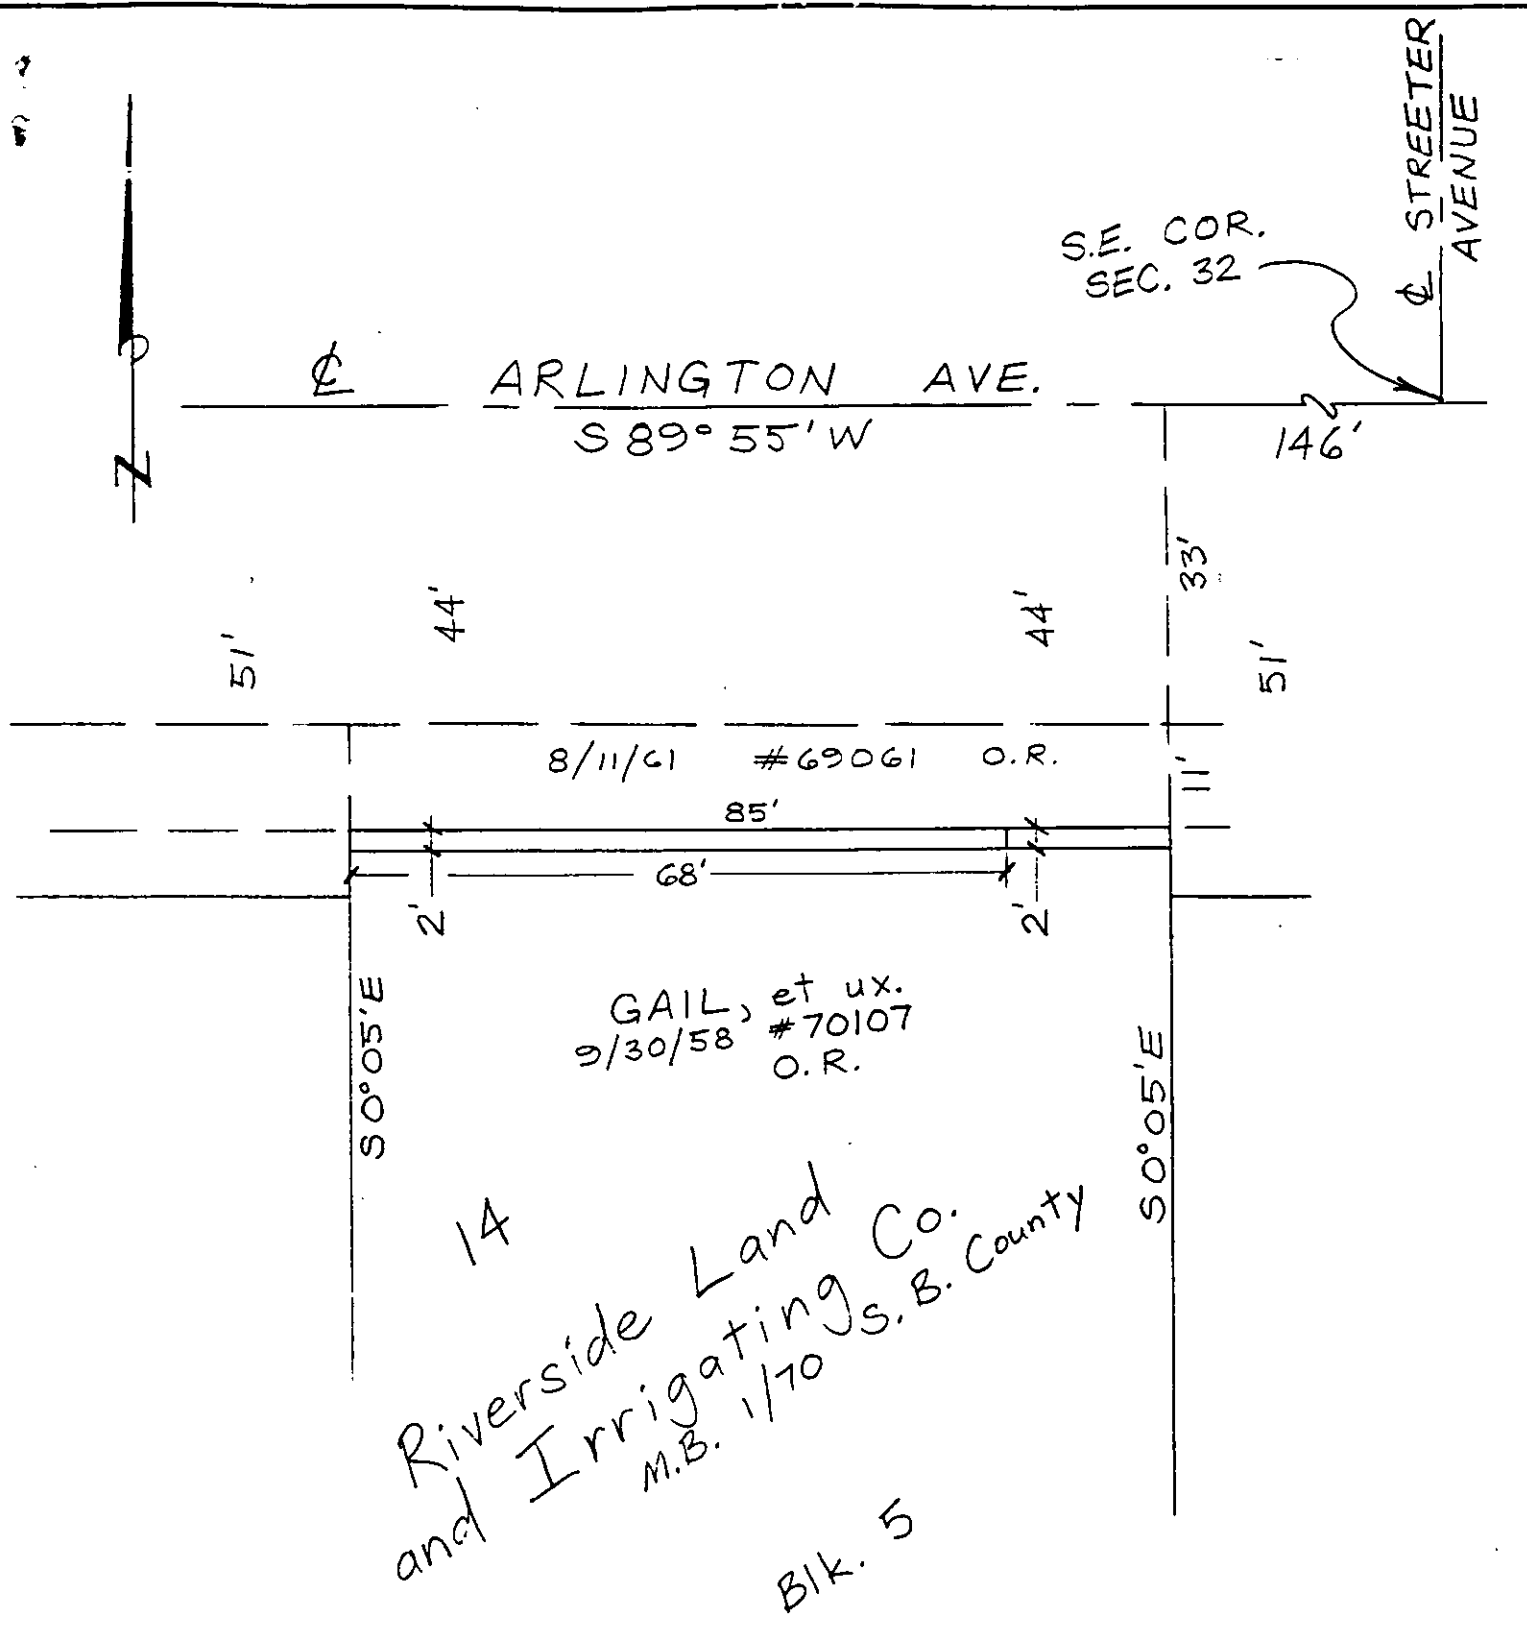 ℄ STREETER
AVENUE
S.E. COR.
SEC. 32
℄ ARLINGTON AVE.
S 89° 55' W
146'
N
33'
44'
44'
51'
51'
8/11/61 #69061 O.R.
11'
85'
68'
2'
2'
GAIL, et ux.
9/30/58 #70107
O.R.
S 0° 05' E
S 0° 05' E
14
Riverside Land
and Irrigating Co.
M.B. 1/70 S. B. County
Blk. 5